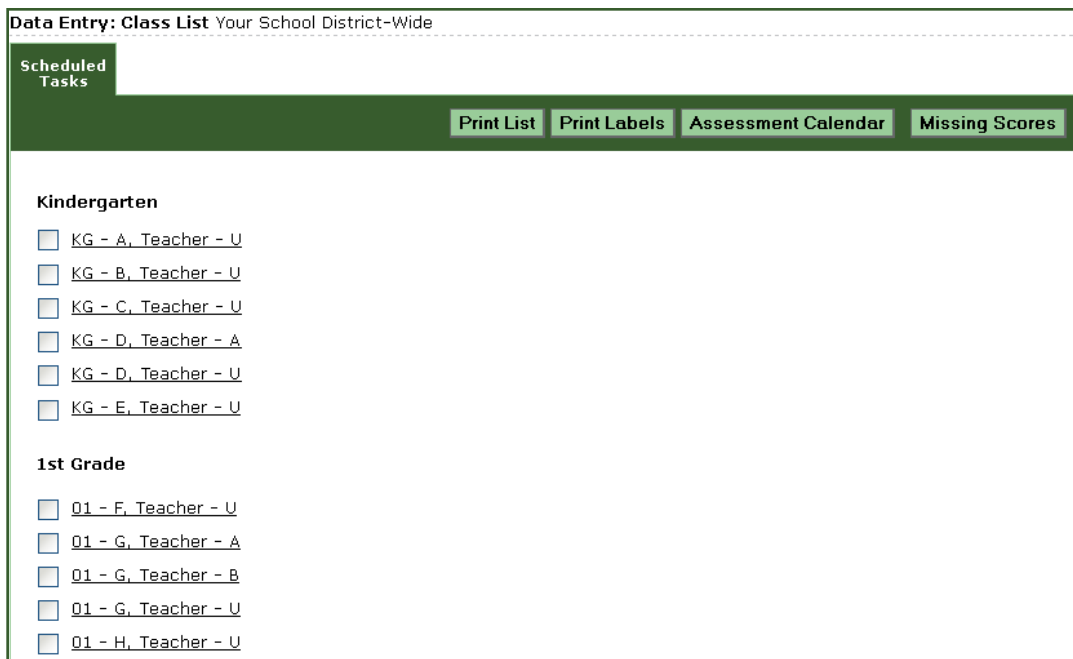 Data Entry: Class List Your School District-Wide
Scheduled
Tasks
Print List Print Labels Assessment Calendar Missing Scores
Kindergarten
KG - A, Teacher - U
KG - B, Teacher - U
KG - C, Teacher - U
KG - D, Teacher - A
KG - D, Teacher - U
KG - E, Teacher - U
1st Grade
01 - F, Teacher - U
01 - G, Teacher - A
01 - G, Teacher - B
01 - G, Teacher - U
01 - H, Teacher - U